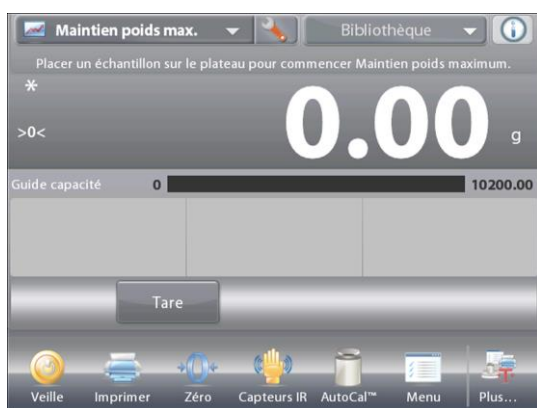 Maintien poids max. Bibliothèque
Placer un échantillon sur le plateau pour commencer Maintien poids maximum.
*
>0<
0.00 g
Guide capacité 0 10200.00
Tare
Veille Imprimer Zéro Capteurs IR AutoCal™ Menu Plus...